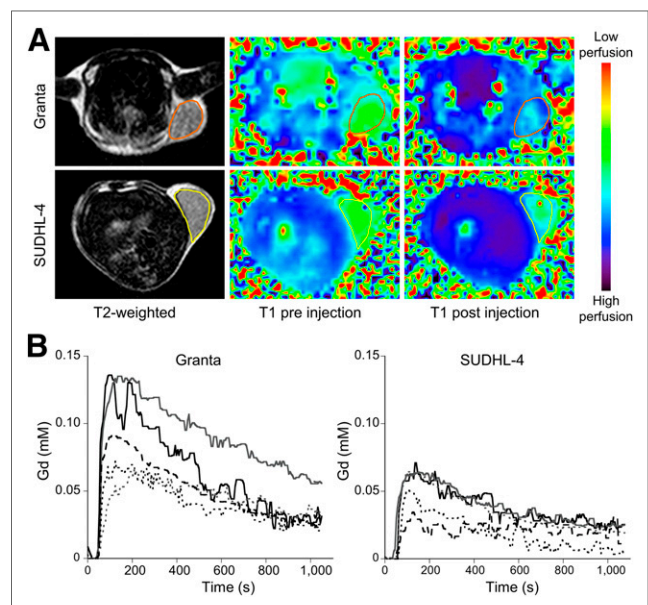 A
Low
perfusion
Granta
SUDHL-4
T2-weighted
T1 pre injection
T1 post injection
High
perfusion
B
Granta
SUDHL-4
0.15
0.10
0.05
0
Gd (mM)
0
200
400
600
800
1,000
Time (s)
0.15
0.10
0.05
0
Gd (mM)
0
200
400
600
800
1,000
Time (s)